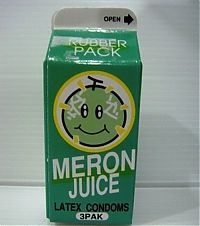 OPEN
RUBBER
PACK
MERON
JUICE
LATEX CONDOMS
3PAK